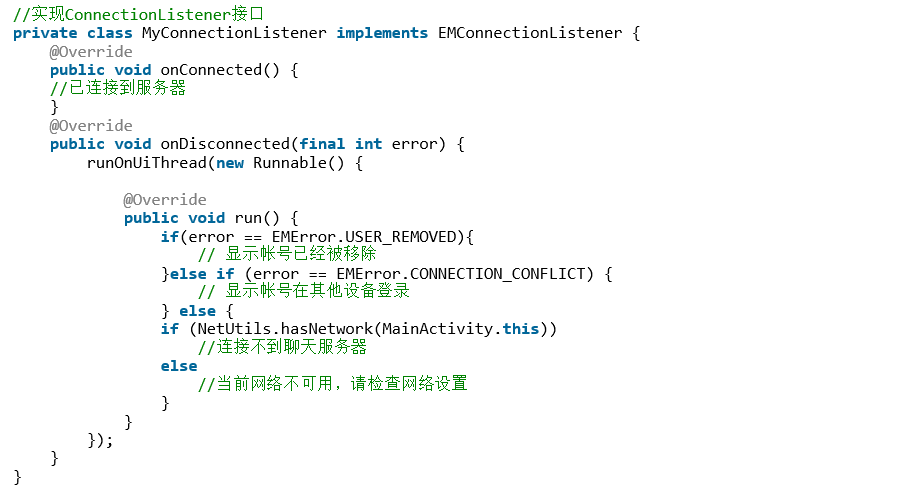 //实现ConnectionListener接口
private class MyConnectionListener implements EMConnectionListener {
    @Override
    public void onConnected() {
    //已连接到服务器
    }
    @Override
    public void onDisconnected(final int error) {
        runOnUiThread(new Runnable() {

            @Override
            public void run() {
                if(error == EMError.USER_REMOVED){
                    // 显示帐号已经被移除
                }else if (error == EMError.CONNECTION_CONFLICT) {
                    // 显示帐号在其他设备登录
                } else {
                if (NetUtils.hasNetwork(MainActivity.this))
                    //连接不到聊天服务器
                else
                    //当前网络不可用，请检查网络设置
                }
            }
        });
    }
}